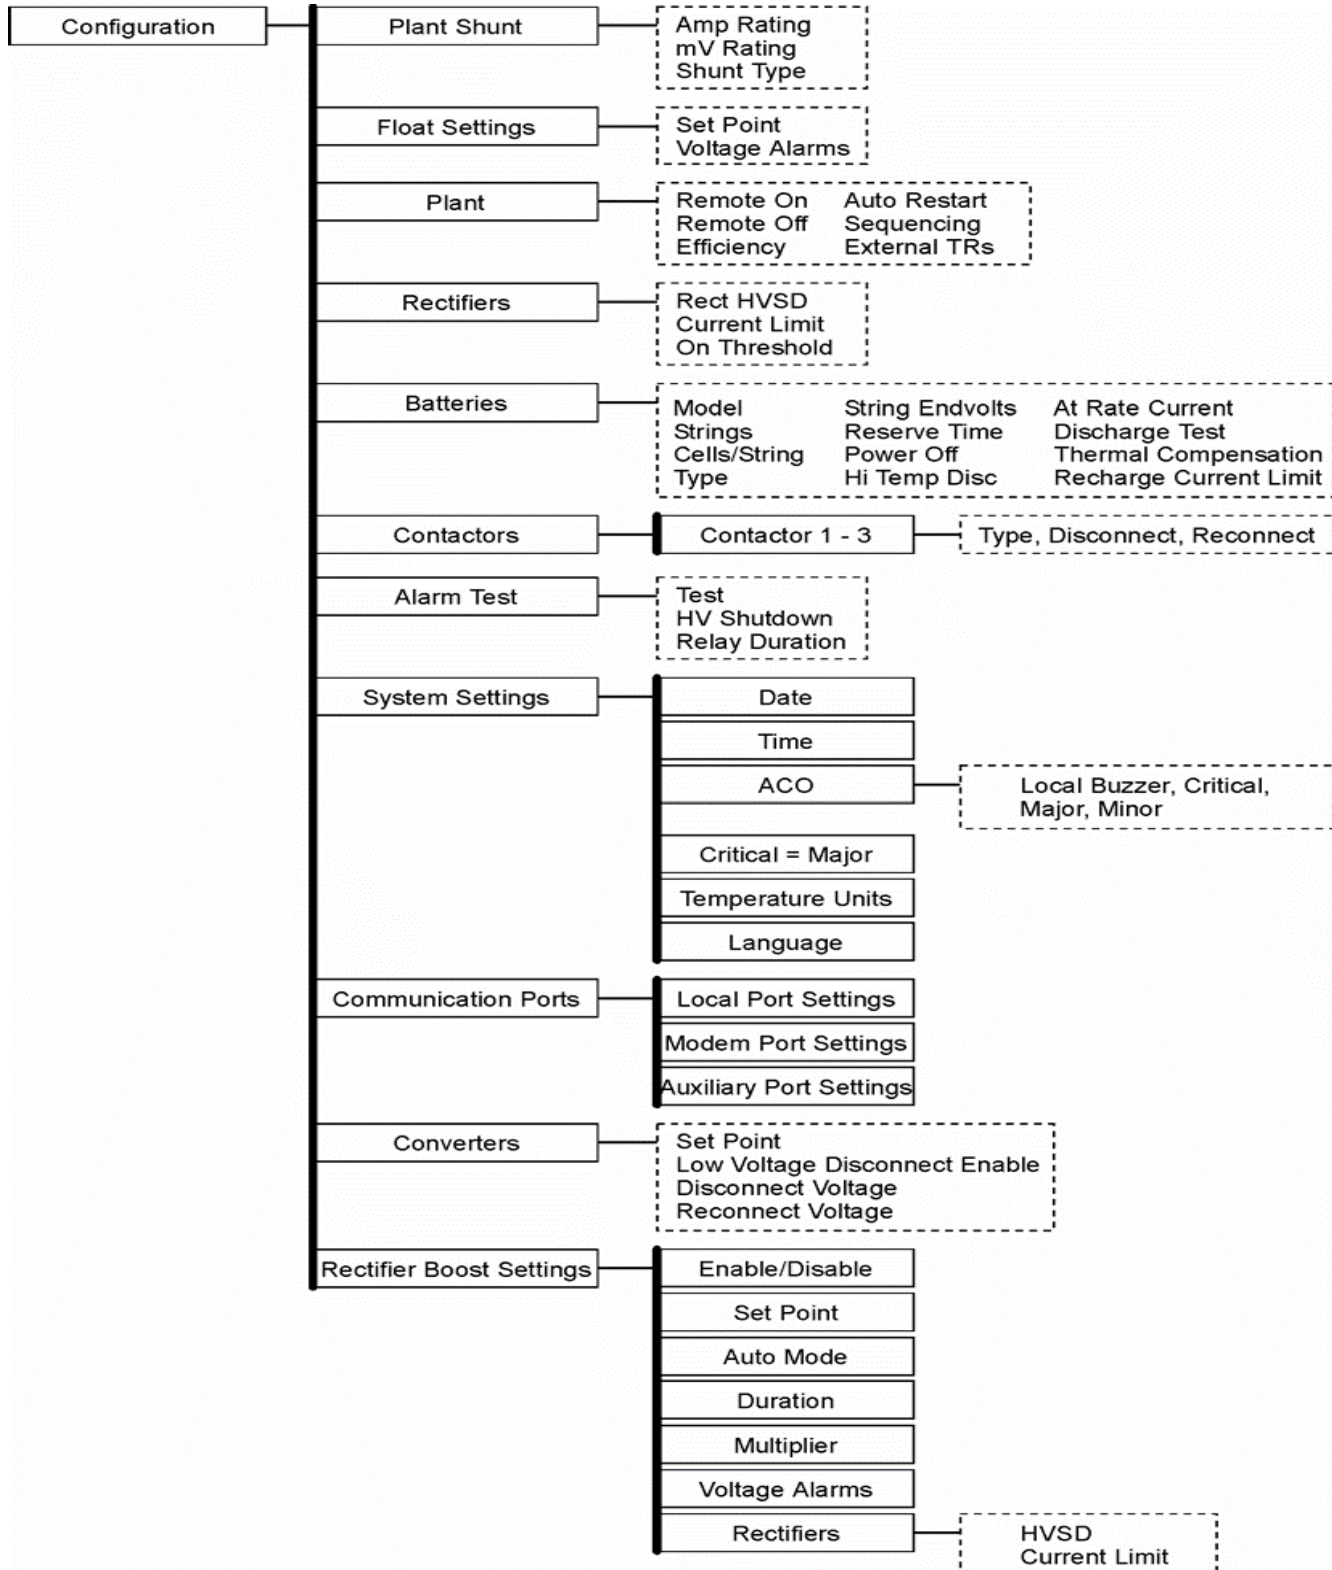 Configuration
Plant Shunt
Amp Rating
mV Rating
Shunt Type
Float Settings
Set Point
Voltage Alarms
Plant
Remote On Auto Restart
Remote Off Sequencing
Efficiency External TRs
Rectifiers
Rect HVSD
Current Limit
On Threshold
Batteries
Model String Endvolts At Rate Current
Strings Reserve Time Discharge Test
Cells/String Power Off Thermal Compensation
Type Hi Temp Disc Recharge Current Limit
Contactors
Contactor 1 - 3
Type, Disconnect, Reconnect
Alarm Test
Test
HV Shutdown
Relay Duration
System Settings
Date
Time
ACO
Local Buzzer, Critical,
Major, Minor
Critical = Major
Temperature Units
Language
Communication Ports
Local Port Settings
Modem Port Settings
Auxiliary Port Settings
Converters
Set Point
Low Voltage Disconnect Enable
Disconnect Voltage
Reconnect Voltage
Rectifier Boost Settings
Enable/Disable
Set Point
Auto Mode
Duration
Multiplier
Voltage Alarms
Rectifiers
HVSD
Current Limit